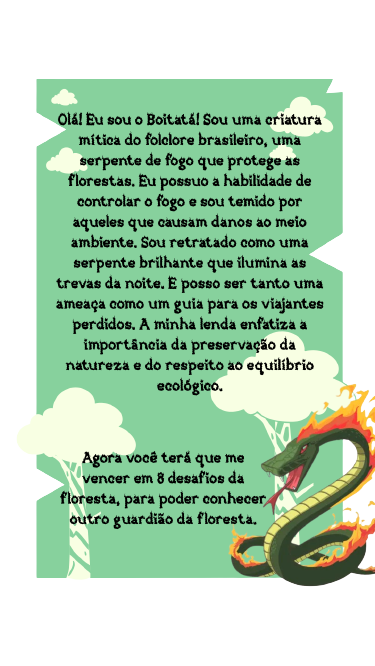 Olá! Eu sou o Boitatá! Sou uma criatura
mítica do folclore brasileiro, uma
serpente de fogo que protege as
florestas. Eu possuo a habilidade de
controlar o fogo e sou temido por
aqueles que causam danos ao meio
ambiente. Sou retratado como uma
serpente brilhante que ilumina as
trevas da noite. E posso ser tanto uma
ameaça como um guia para os viajantes
perdidos. A minha lenda enfatiza a
importância da preservação da
natureza e do respeito ao equilíbrio
ecológico.
Agora você terá que me
vencer em 8 desafios da
floresta, para poder conhecer
outro guardião da floresta.